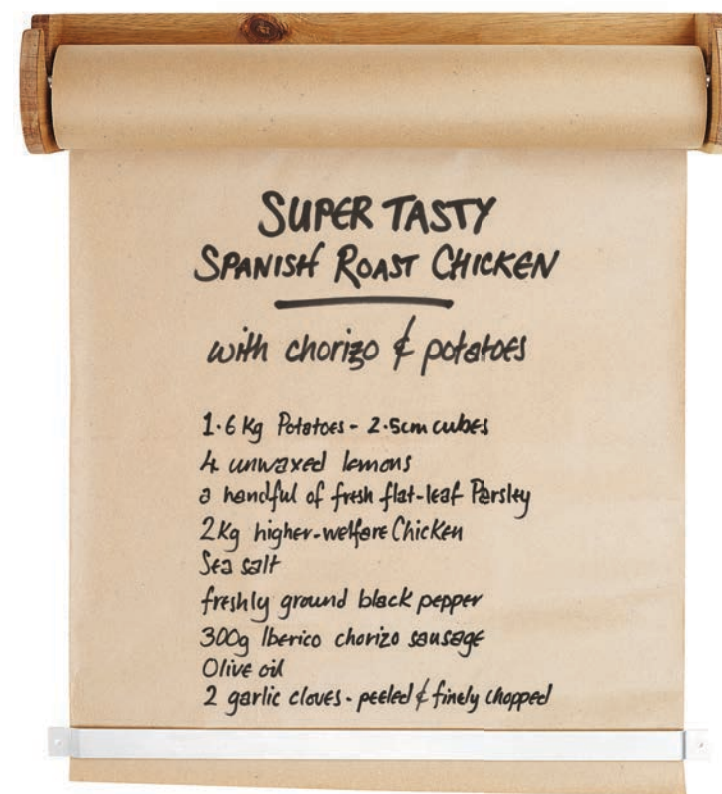 SUPER TASTY
SPANISH ROAST CHICKEN
with chorizo & potatoes
1.6 Kg Potatoes - 2.5cm cubes
4 unwaxed lemons
a handful of fresh flat-leaf Parsley
2Kg higher-welfare Chicken
Sea salt
freshly ground black pepper
300g Iberico chorizo sausage
Olive oil
2 garlic cloves - peeled & finely chopped